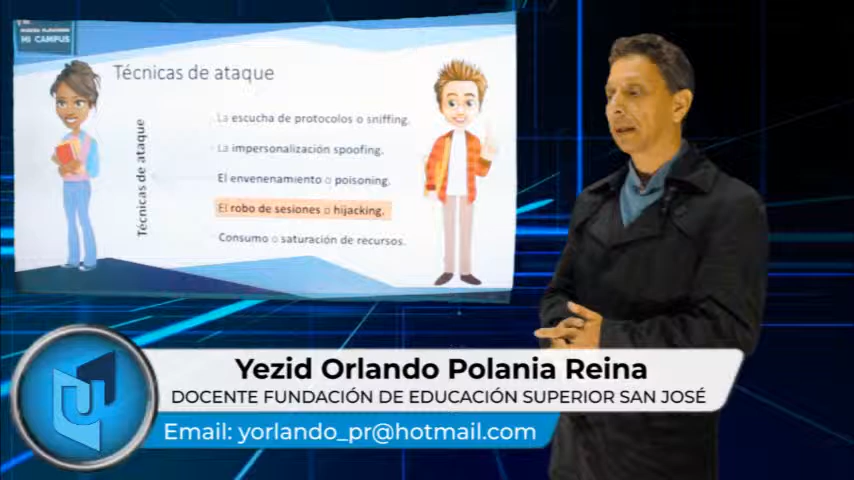 MI CAMPUS
Técnicas de ataque
Técnicas de ataque
La escucha de protocolos o sniffing.
La impersonalización spoofing.
El envenenamiento o poisoning.
El robo de sesiones o hijacking.
Consumo o saturación de recursos.
Yezid Orlando Polania Reina
DOCENTE FUNDACIÓN DE EDUCACIÓN SUPERIOR SAN JOSÉ
Email: yorlando_pr@hotmail.com